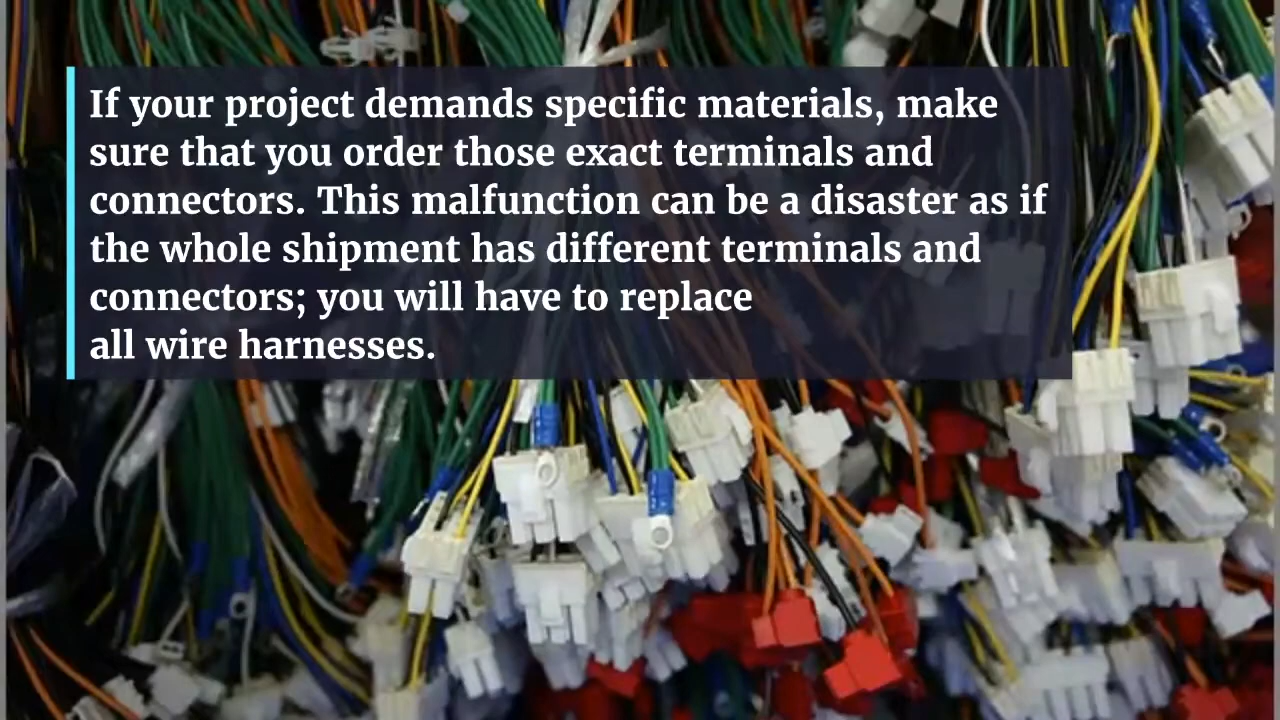 If your project demands specific materials, make
sure that you order those exact terminals and
connectors. This malfunction can be a disaster as if
the whole shipment has different terminals and
connectors; you will have to replace
all wire harnesses.